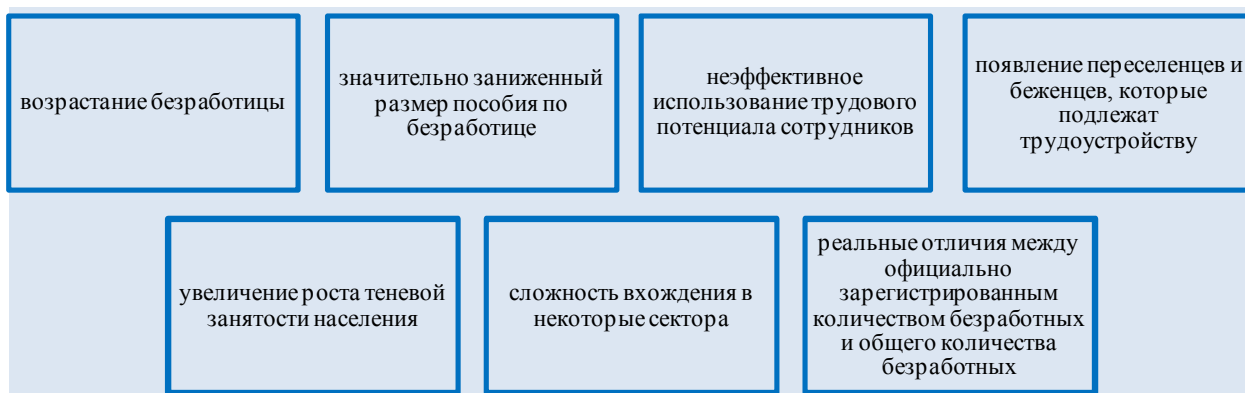 возрастание безработицы
значительно заниженный
размер пособия по
безработице
неэффективное
использование трудового
потенциала сотрудников
появление переселенцев и
беженцев, которые
подлежат
трудоустройству
увеличение роста теневой
занятости населения
сложность вхождения в
некоторые сектора
реальные отличия между
официально
зарегистрированным
количеством безработных
и общего количества
безработных